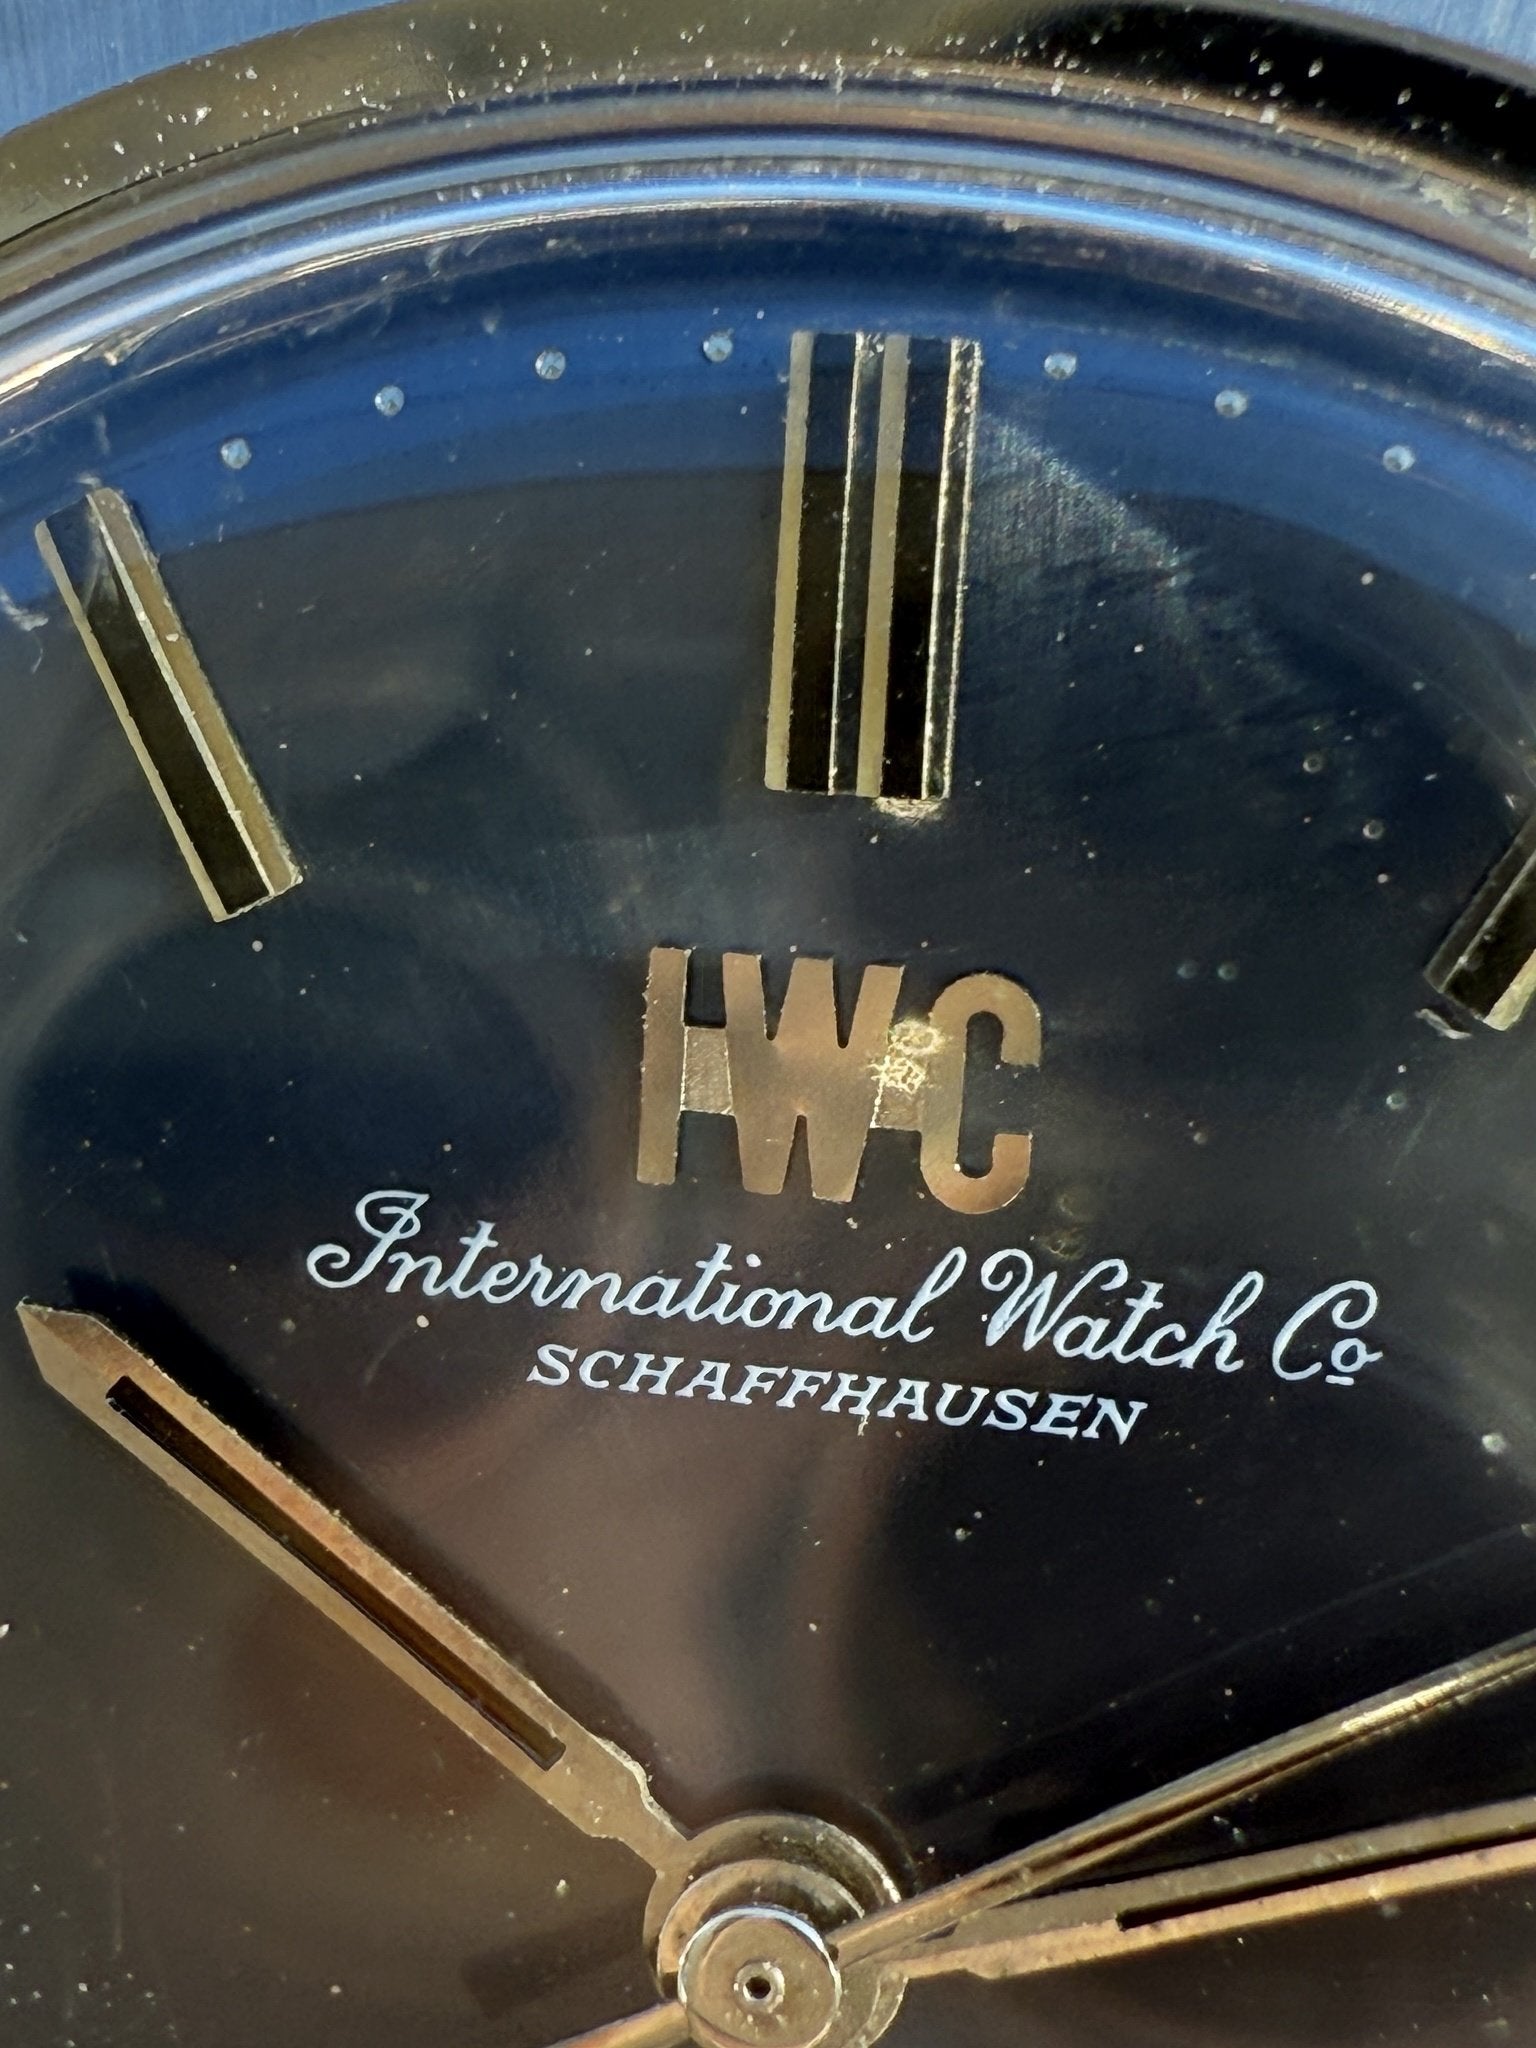 IWC
International Watch Co
SCHAFFHAUSEN